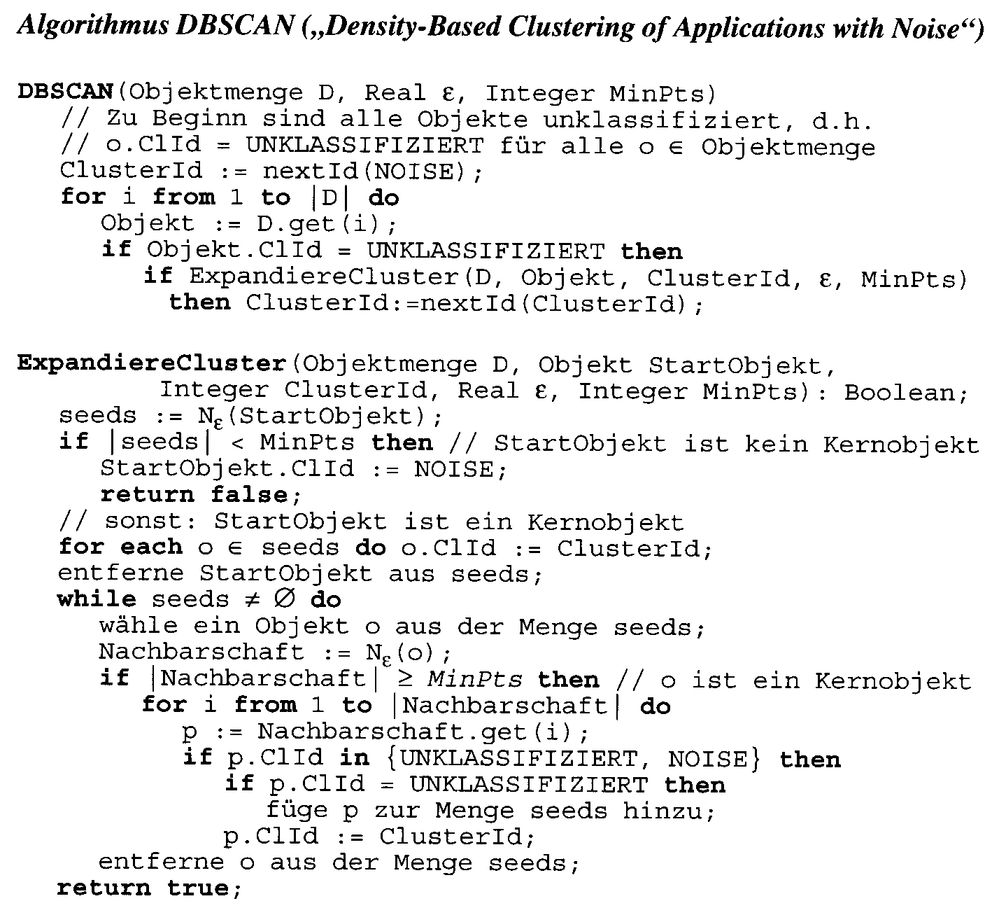 Algorithmus DBSCAN („Density-Based Clustering of Applications with Noise“)
DBSCAN(Objektmenge D, Real ε, Integer MinPts)
// Zu Beginn sind alle Objekte unklassifiziert, d.h.
// o.ClId = UNKLASSIFIZIERT für alle o ∈ Objektmenge
ClusterId := nextId(NOISE);
for i from 1 to |D| do
Objekt := D.get(i);
if Objekt.ClId = UNKLASSIFIZIERT then
if ExpandiereCluster(D, Objekt, ClusterId, ε, MinPts)
then ClusterId:=nextId(ClusterId);
ExpandiereCluster(Objektmenge D, Objekt StartObjekt,
Integer ClusterId, Real ε, Integer MinPts): Boolean;
seeds := Nε(StartObjekt);
if |seeds| < MinPts then // StartObjekt ist kein Kernobjekt
StartObjekt.ClId := NOISE;
return false;
// sonst: StartObjekt ist ein Kernobjekt
for each o ∈ seeds do o.ClId := ClusterId;
entferne StartObjekt aus seeds;
while seeds ≠ Ø do
wähle ein Objekt o aus der Menge seeds;
Nachbarschaft := Nε(o);
if |Nachbarschaft| ≥ MinPts then // o ist ein Kernobjekt
for i from 1 to |Nachbarschaft| do
p := Nachbarschaft.get(i);
if p.ClId in {UNKLASSIFIZIERT, NOISE} then
if p.ClId = UNKLASSIFIZIERT then
füge p zur Menge seeds hinzu;
p.ClId := ClusterId;
entferne o aus der Menge seeds;
return true;